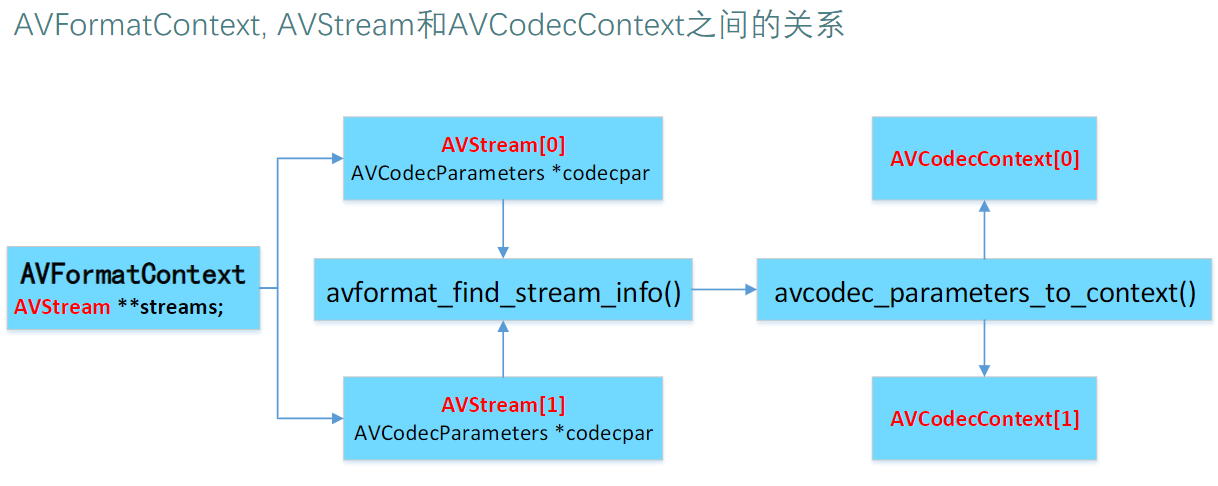 AVFormatContext, AVStream和AVCodecContext之间的关系
AVStream[0]
AVCodecParameters *codecpar
AVCodecContext[0]
AVFormatContext
AVStream **streams;
avformat_find_stream_info()
avcodec_parameters_to_context()
AVStream[1]
AVCodecParameters *codecpar
AVCodecContext[1]